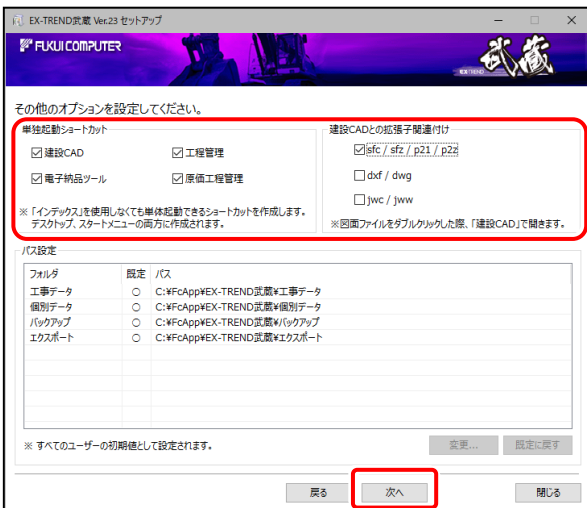 EX-TREND武蔵 Ver.23 セットアップ
FUKUI COMPUTER
EX-TREND 武蔵
その他のオプションを設定してください。
単独起動ショートカット
建設CAD
工程管理
電子納品ツール
原価工程管理
※「インデックス」を使用しなくても単体起動できるショートカットを作成します。
デスクトップ、スタートメニューの両方に作成されます。
建設CADとの拡張子関連付け
sfc / sfz / p21 / p2z
dxf / dwg
jwc / jww
※図面ファイルをダブルクリックした際、「建設CAD」で開きます。
パス設定
フォルダ 既定 パス
工事データ ○ C:¥FcApp¥EX-TREND武蔵¥工事データ
個別データ ○ C:¥FcApp¥EX-TREND武蔵¥個別データ
バックアップ ○ C:¥FcApp¥EX-TREND武蔵¥バックアップ
エクスポート ○ C:¥FcApp¥EX-TREND武蔵¥エクスポート
※ すべてのユーザーの初期値として設定されます。
変更... 既定に戻す
戻る 次へ 閉じる